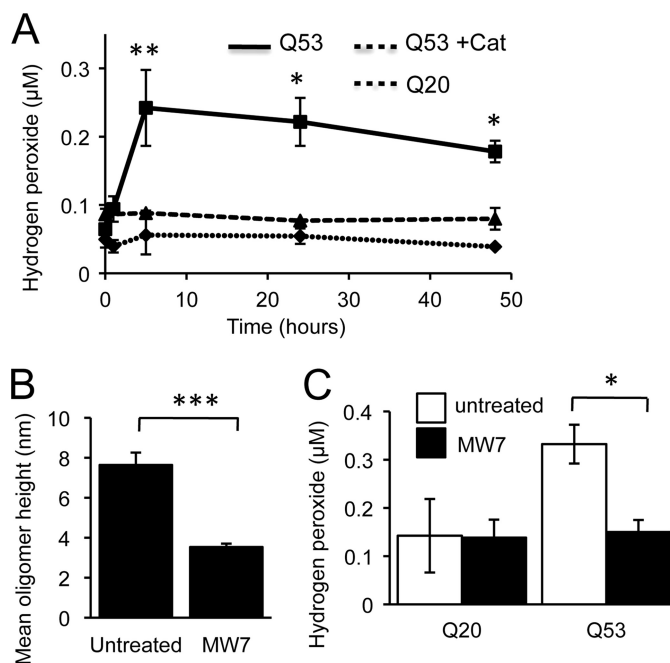 A
Q53
Q53 +Cat
Q20
**
*
*
Hydrogen peroxide (µM)
0.3
0.2
0.1
0
0 10 20 30 40 50
Time (hours)
B
***
Mean oligomer height (nm)
10
8
6
4
2
0
Untreated MW7
C
untreated
MW7
*
Hydrogen peroxide (µM)
0.4
0.3
0.2
0.1
0
Q20 Q53